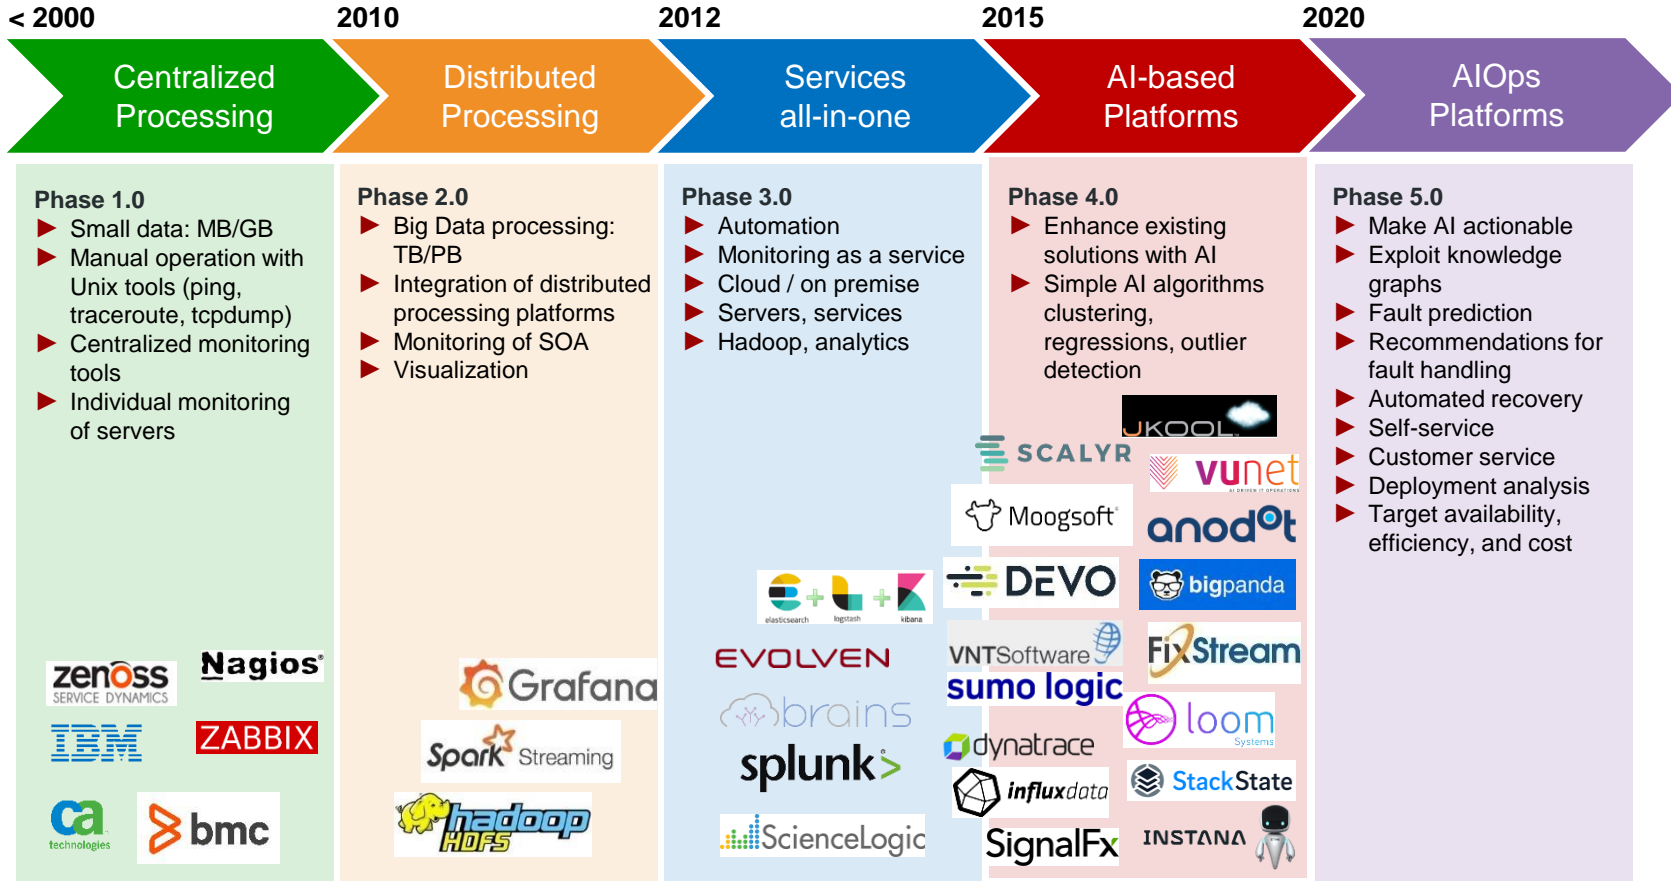 < 2000
2010
2012
2015
2020
Centralized
Processing
Distributed
Processing
Services
all-in-one
AI-based
Platforms
AIOps
Platforms
Phase 1.0
Small data: MB/GB
Manual operation with
Unix tools (ping,
traceroute, tcpdump)
Centralized monitoring
tools
Individual monitoring
of servers
zenoss
SERVICE DYNAMICS
Nagios®
IBM
ZABBIX
ca
technologies
bmc
Phase 2.0
Big Data processing:
TB/PB
Integration of distributed
processing platforms
Monitoring of SOA
Visualization
Grafana
Spark Streaming
hadoop
HDFS
Phase 3.0
Automation
Monitoring as a service
Cloud / on premise
Servers, services
Hadoop, analytics
+ +
elasticsearch logstash kibana
EVOLVEN
brains
splunk>
ScienceLogic
Phase 4.0
Enhance existing
solutions with AI
Simple AI algorithms
clustering,
regressions, outlier
detection
JKOOL
SCALYR
vunet
AI DRIVEN IT OPERATIONS
Moogsoft
anodot
DEVO
bigpanda
VNTSoftware
FixStream
sumo logic
loom
Systems
dynatrace
influxdata
StackState
SignalFx
INSTANA
Phase 5.0
Make AI actionable
Exploit knowledge
graphs
Fault prediction
Recommendations for
fault handling
Automated recovery
Self-service
Customer service
Deployment analysis
Target availability,
efficiency, and cost